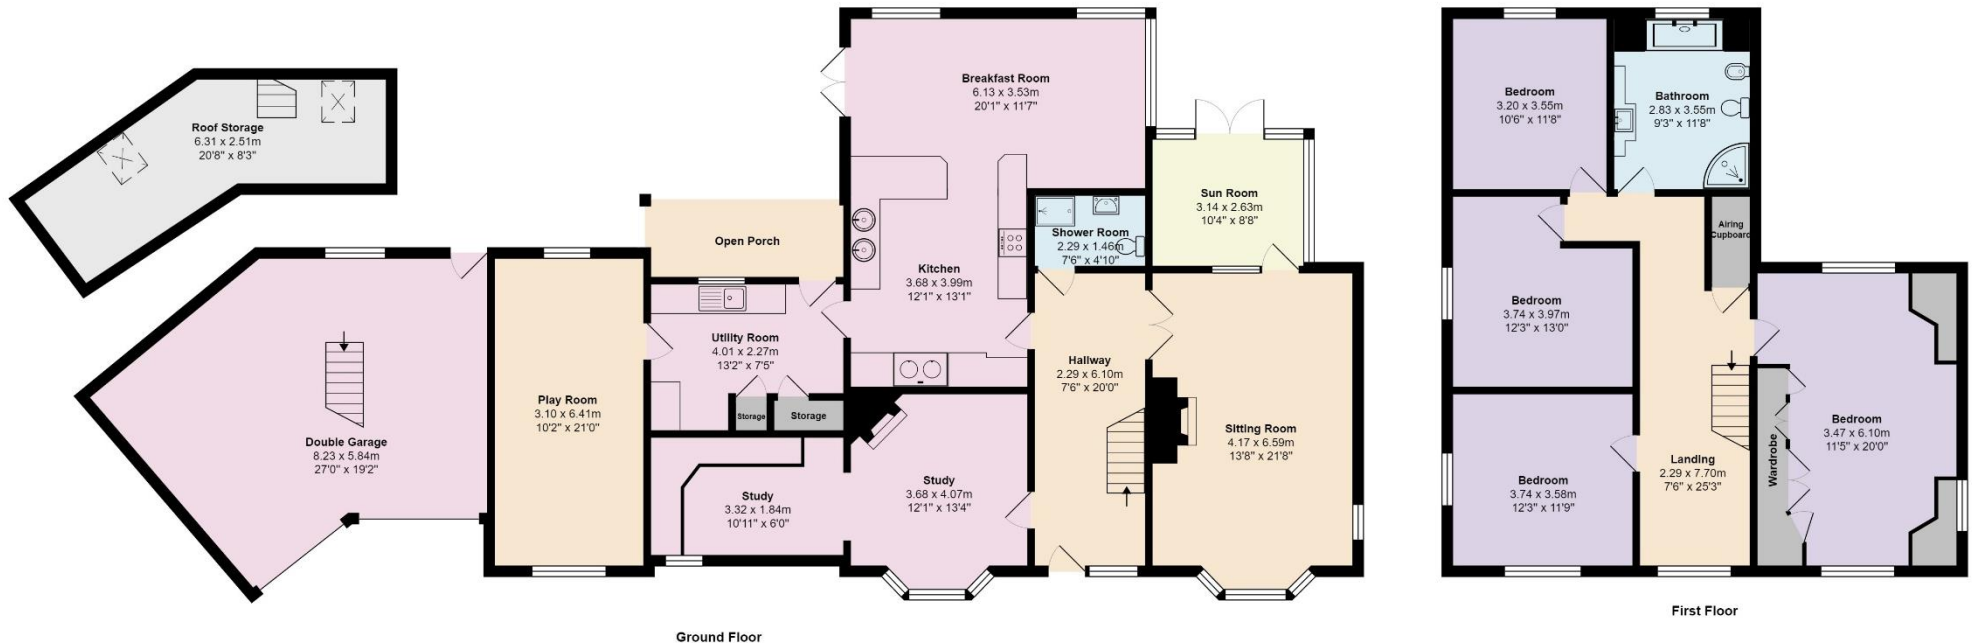 Roof Storage
6.31 x 2.51m
20'8" x 8'3"
Double Garage
8.23 x 5.84m
27'0" x 19'2"
Play Room
3.10 x 6.41m
10'2" x 21'0"
Open Porch
Utility Room
4.01 x 2.27m
13'2" x 7'5"
Storage
Storage
Study
3.32 x 1.84m
10'11" x 6'0"
Breakfast Room
6.13 x 3.53m
20'1" x 11'7"
Kitchen
3.68 x 3.99m
12'1" x 13'1"
Study
3.68 x 4.07m
12'1" x 13'4"
Shower Room
2.29 x 1.46m
7'6" x 4'10"
Hallway
2.29 x 6.10m
7'6" x 20'0"
Sun Room
3.14 x 2.63m
10'4" x 8'8"
Sitting Room
4.17 x 6.59m
13'8" x 21'8"
Ground Floor
Bedroom
3.20 x 3.55m
10'6" x 11'8"
Bathroom
2.83 x 3.55m
9'3" x 11'8"
Airing
Cupboard
Bedroom
3.74 x 3.97m
12'3" x 13'0"
Bedroom
3.74 x 3.58m
12'3" x 11'9"
Landing
2.29 x 7.70m
7'6" x 25'3"
Wardrobe
Bedroom
3.47 x 6.10m
11'5" x 20'0"
First Floor